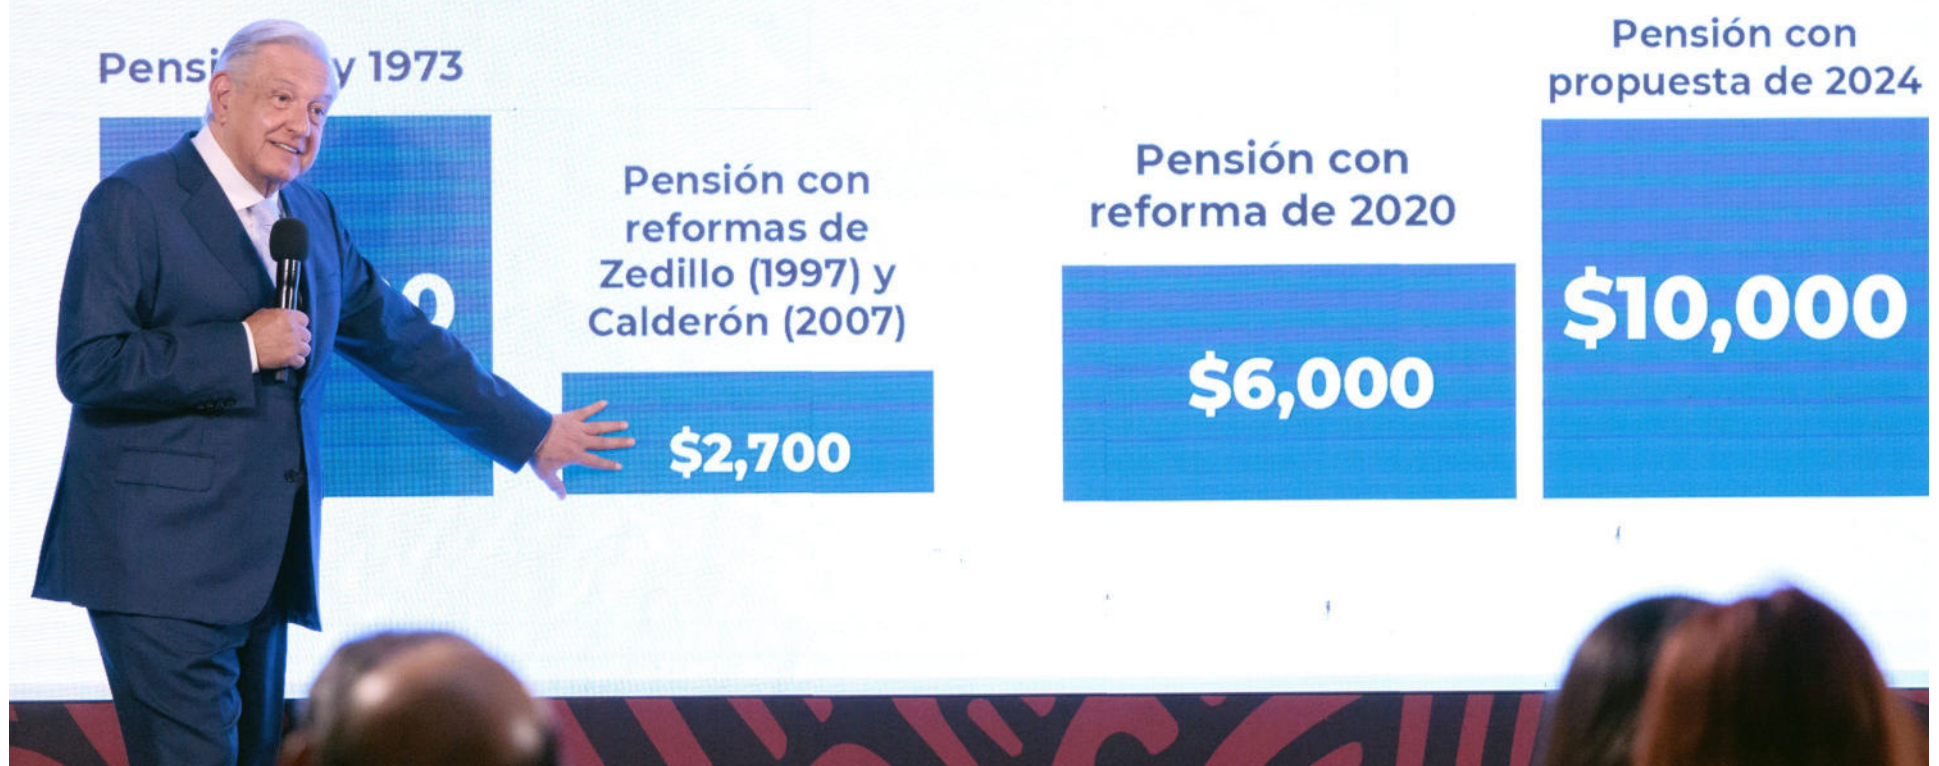 y 1973
Pensión con
reformas de
Zedillo (1997) y
Calderón (2007)
$2,700
Pensión con
reforma de 2020
$6,000
Pensión con
propuesta de 2024
$10,000